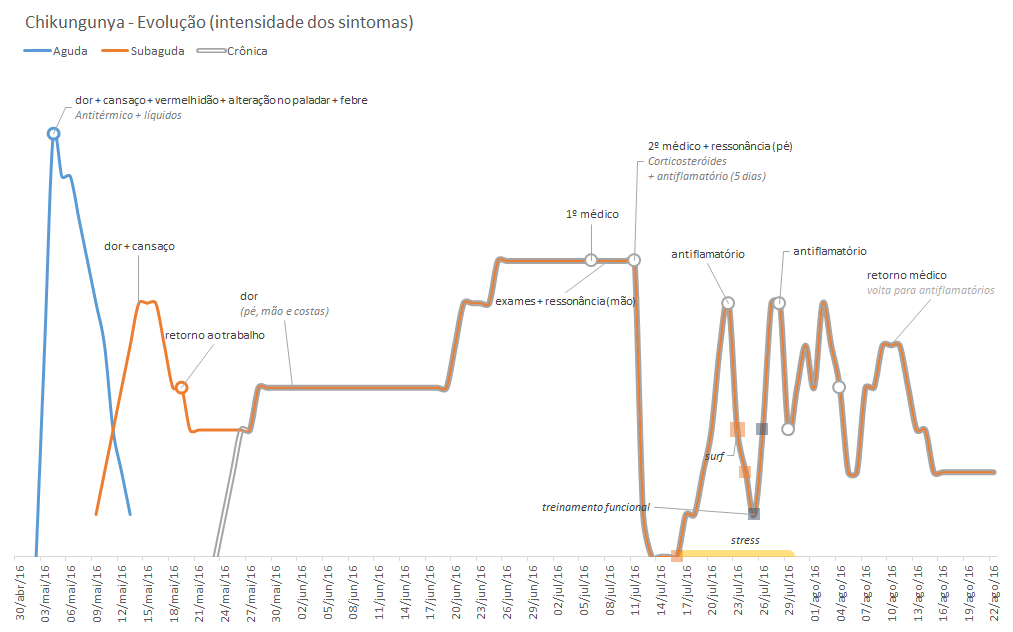 Chikungunya - Evolução (intensidade dos sintomas)
Aguda Subaguda Crônica
dor + cansaço + vermelhidão + alteração no paladar + febre
Antitérmico + líquidos
2º médico + ressonância (pé)
Corticosteróides
+ antiflamatório (5 dias)
1º médico
dor + cansaço
antiflamatório
antiflamatório
retorno médico
volta para antiflamatórios
dor
(pé, mão e costas)
exames + ressonância (mão)
retorno ao trabalho
surf
treinamento funcional
stress
30/abr/16
03/mai/16
06/mai/16
09/mai/16
12/mai/16
15/mai/16
18/mai/16
21/mai/16
24/mai/16
27/mai/16
30/mai/16
02/jun/16
05/jun/16
08/jun/16
11/jun/16
14/jun/16
17/jun/16
20/jun/16
23/jun/16
26/jun/16
29/jun/16
02/jul/16
05/jul/16
08/jul/16
11/jul/16
14/jul/16
17/jul/16
20/jul/16
23/jul/16
26/jul/16
29/jul/16
01/ago/16
04/ago/16
07/ago/16
10/ago/16
13/ago/16
16/ago/16
19/ago/16
22/ago/16